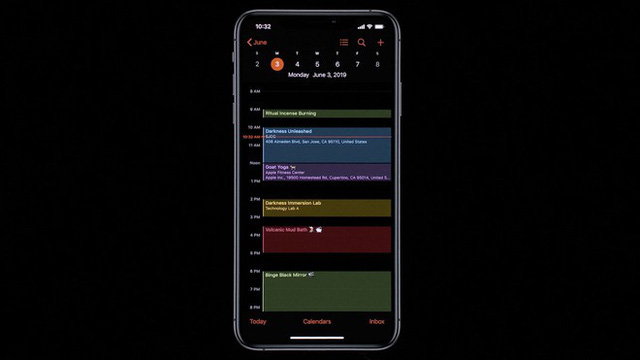 10:32
June
S M T W T F S
2 3 4 5 6 7 8
Monday June 3, 2019
8 AM
9 AM
Ritual Incense Burning
10 AM
Darkness Unleashed
10:32 AM
SJCC
11 AM
408 Almaden Blvd, San Jose, CA 95110, United States
Noon
Goat Yoga
Apple Fitness Center
1 PM
Apple Inc., 19500 Homestead Rd, Cupertino, CA 95014, United S...
2 PM
Darkness Immersion Lab
Technology Lab
3 PM
Volcanic Mud Bath
4 PM
5 PM
6 PM
Binge Black Mirror
7 PM
8 PM
Today Calendars Inbox